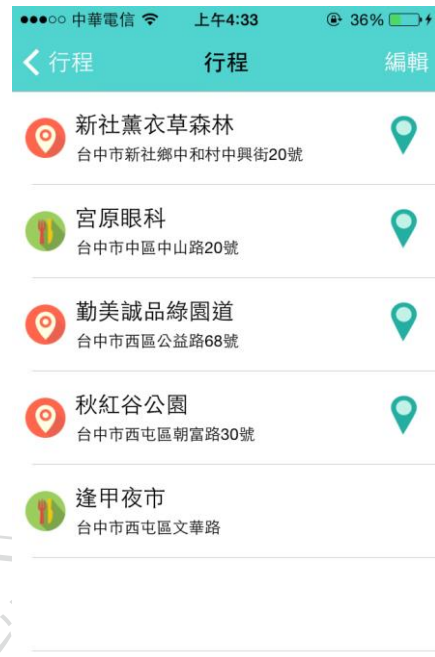 中華電信 上午4:33 36%
行程 行程 編輯
新社薰衣草森林
台中市新社鄉中和村中興街20號
宮原眼科
台中市中區中山路20號
勤美誠品綠園道
台中市西區公益路68號
秋紅谷公園
台中市西屯區朝富路30號
逢甲夜市
台中市西屯區文華路